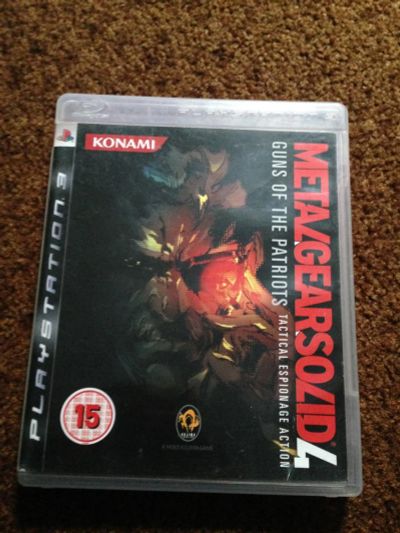 PLAYSTATION 3
KONAMI
METAL GEAR SOLID 4
GUNS OF THE PATRIOTS TACTICAL ESPIONAGE ACTION
15